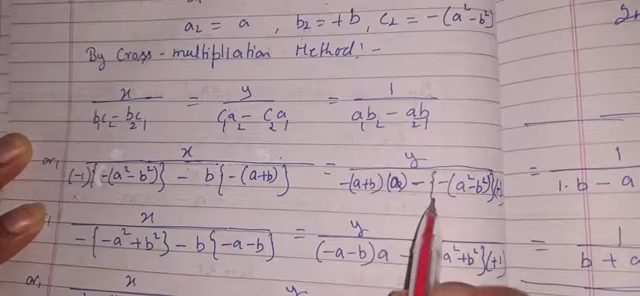 a₂ = a , b₂ = +b , c₂ = -(a²-b²)
By Cross-multipliation Method:-
x/(b₁c₂ - b₂c₁) = y/(c₁a₂ - c₂a₁) = 1/(a₁b₂ - a₂b₁)
or, x/((-1){-(a²-b²)} - b{-(a+b)}) = y/(-(a+b)(a) - {-(a²-b²)}(+1)) = 1/(1.b - a
x/(-{-a²+b²} - b{-a-b}) = y/((-a-b)a - a²+b²}(+1)) = 1/(b + a
or, x y